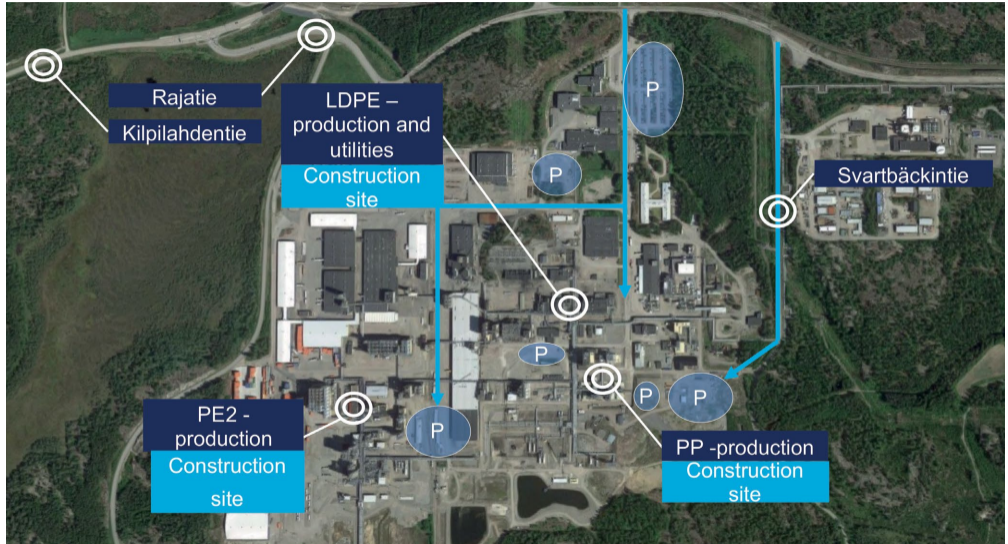 Rajatie
Kilpilahdentie
LDPE –
production and
utilities
Construction
site
P
P
Svartbäckintie
P
P
P
P
PE2 -
production
Construction
site
PP -production
Construction
site